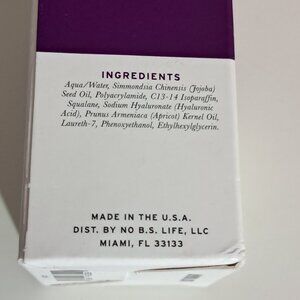 INGREDIENTS
Aqua/Water, Simmondsia Chinensis (Jojoba)
Seed Oil, Polyacrylamide, C13-14 Isoparaffin,
Squalane, Sodium Hyaluronate (Hyaluronic
Acid), Prunus Armeniaca (Apricot) Kernel Oil,
Laureth-7, Phenoxyethanol, Ethylhexylglycerin.
MADE IN THE U.S.A.
DIST. BY NO B.S. LIFE, LLC
MIAMI, FL 33133